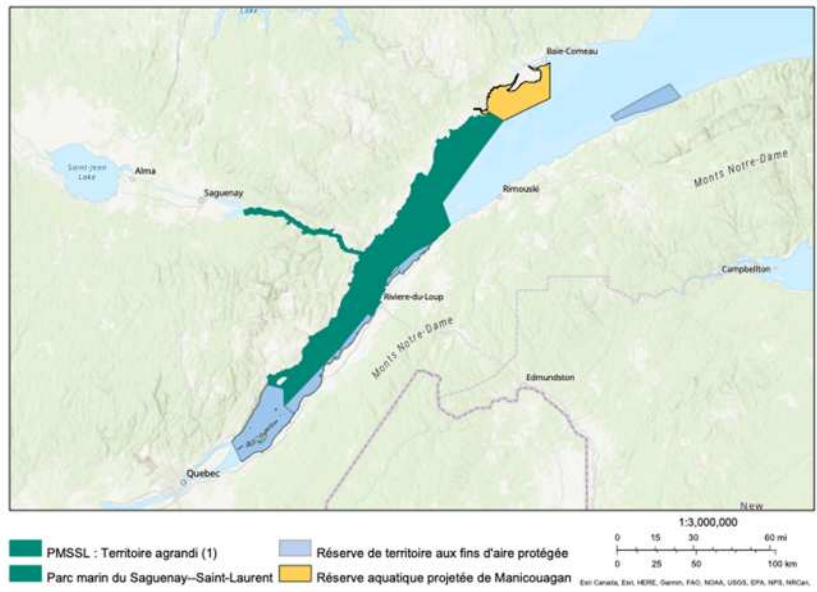 Lake
Baie-Comeau
Saint-Jean
Lake
Alma
Saguenay
Rimouski
Monts Notre-Dame
Campbellton
Riviere-du-Loup
Monts Notre-Dame
Edmundston
Quebec
New
1:3,000,000
PMSSL : Territoire agrandi (1)
Réserve de territoire aux fins d'aire protégée
0 15 30 60 mi
Parc marin du Saguenay--Saint-Laurent
Réserve aquatique projetée de Manicouagan
0 25 50 100 km
Esri Canada, Esri, HERE, Garmin, FAO, NOAA, USGS, EPA, NPS, NRCan,